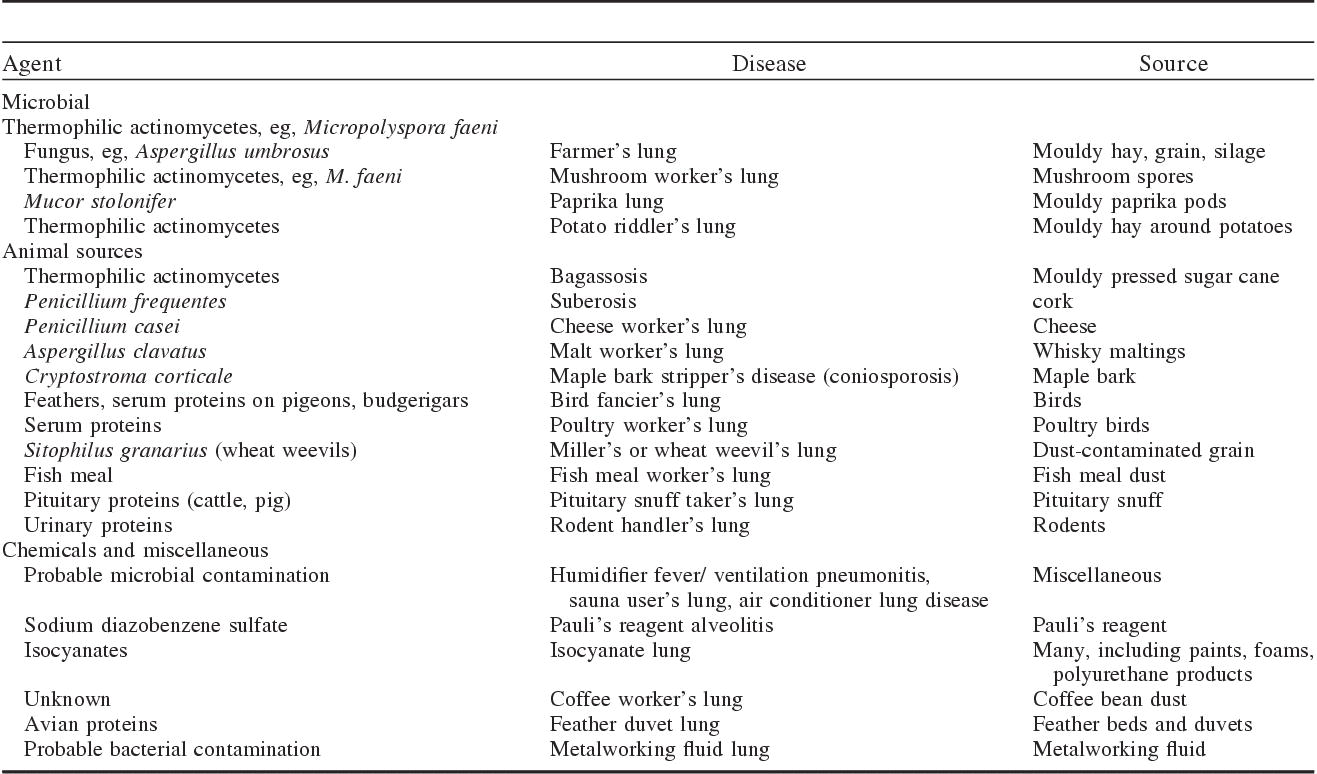 Agent Disease Source
Microbial
Thermophilic actinomycetes, eg, Micropolyspora faeni
Fungus, eg, Aspergillus umbrosus Farmer's lung Mouldy hay, grain, silage
Thermophilic actinomycetes, eg, M. faeni Mushroom worker's lung Mushroom spores
Mucor stolonifer Paprika lung Mouldy paprika pods
Thermophilic actinomycetes Potato riddler's lung Mouldy hay around potatoes
Animal sources
Thermophilic actinomycetes Bagassosis Mouldy pressed sugar cane
Penicillium frequentes Suberosis cork
Penicillium casei Cheese worker's lung Cheese
Aspergillus clavatus Malt worker's lung Whisky maltings
Cryptostroma corticale Maple bark stripper's disease (coniosporosis) Maple bark
Feathers, serum proteins on pigeons, budgerigars Bird fancier's lung Birds
Serum proteins Poultry worker's lung Poultry birds
Sitophilus granarius (wheat weevils) Miller's or wheat weevil's lung Dust-contaminated grain
Fish meal Fish meal worker's lung Fish meal dust
Pituitary proteins (cattle, pig) Pituitary snuff taker's lung Pituitary snuff
Urinary proteins Rodent handler's lung Rodents
Chemicals and miscellaneous
Probable microbial contamination Humidifier fever/ ventilation pneumonitis, Miscellaneous
sauna user's lung, air conditioner lung disease
Sodium diazobenzene sulfate Pauli's reagent alveolitis Pauli's reagent
Isocyanates Isocyanate lung Many, including paints, foams,
polyurethane products
Unknown Coffee worker's lung Coffee bean dust
Avian proteins Feather duvet lung Feather beds and duvets
Probable bacterial contamination Metalworking fluid lung Metalworking fluid